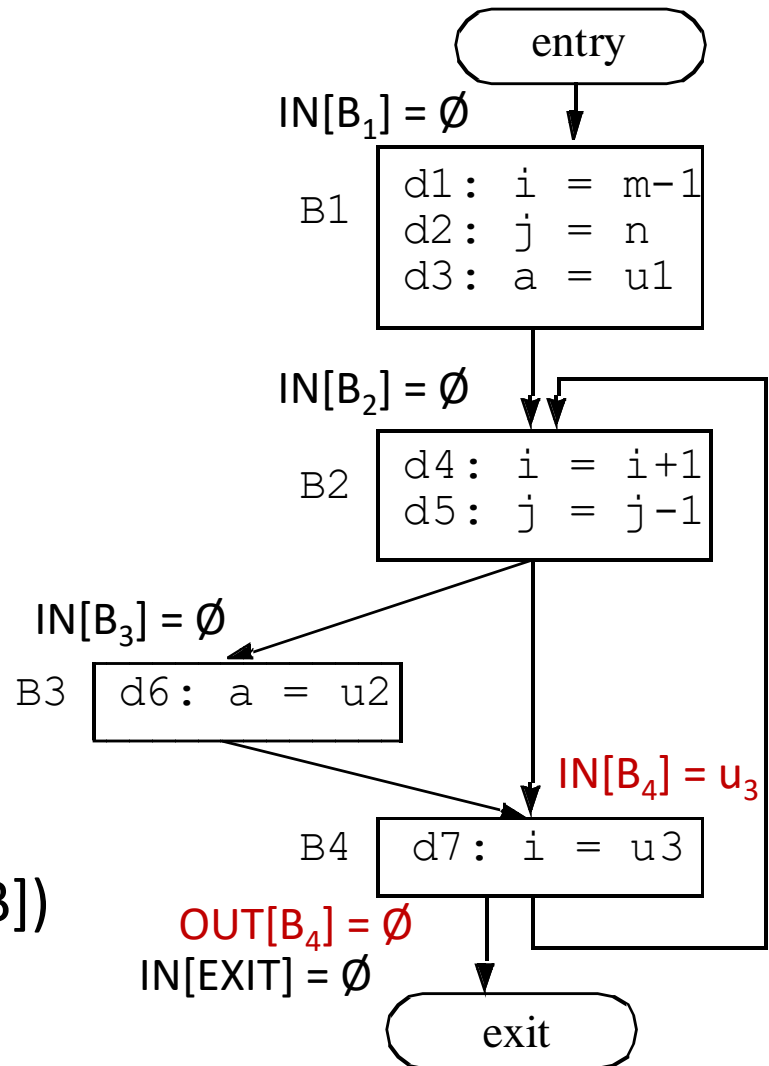 entry
IN[B₁] = Ø
B1
d1: i = m-1
d2: j = n
d3: a = u1
IN[B₂] = Ø
B2
d4: i = i+1
d5: j = j-1
IN[B₃] = Ø
B3
d6: a = u2
IN[B₄] = u₃
B4
d7: i = u3
B])
OUT[B₄] = Ø
IN[EXIT] = Ø
exit